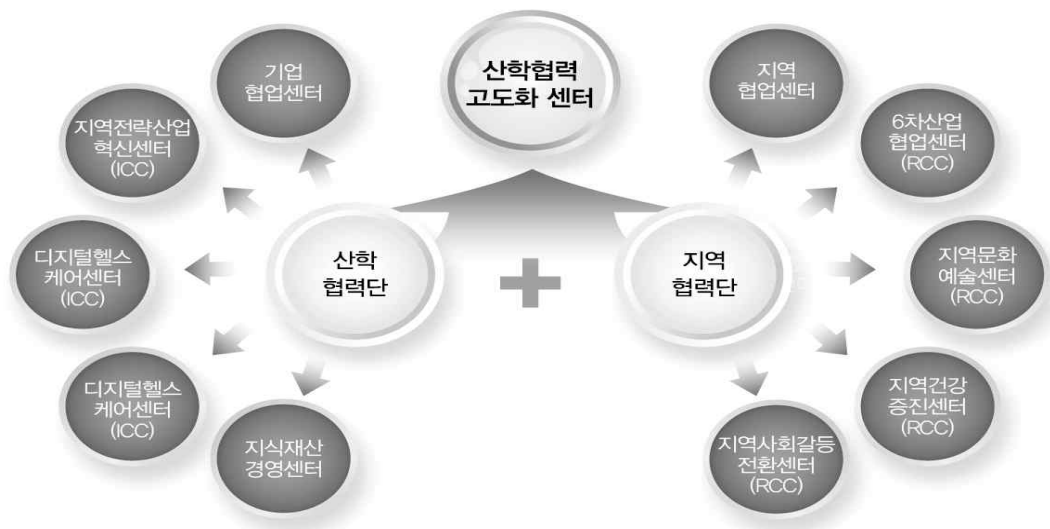 기업
협업센터
지역전략산업
혁신센터
(ICC)
디지털헬스
케어센터
(ICC)
디지털헬스
케어센터
(ICC)
지식재산
경영센터
산학
협력단
산학협력
고도화 센터
+
지역
협력단
지역
협업센터
6차산업
협업센터
(RCC)
지역문화
예술센터
(RCC)
지역건강
증진센터
(RCC)
지역사회갈등
전환센터
(RCC)